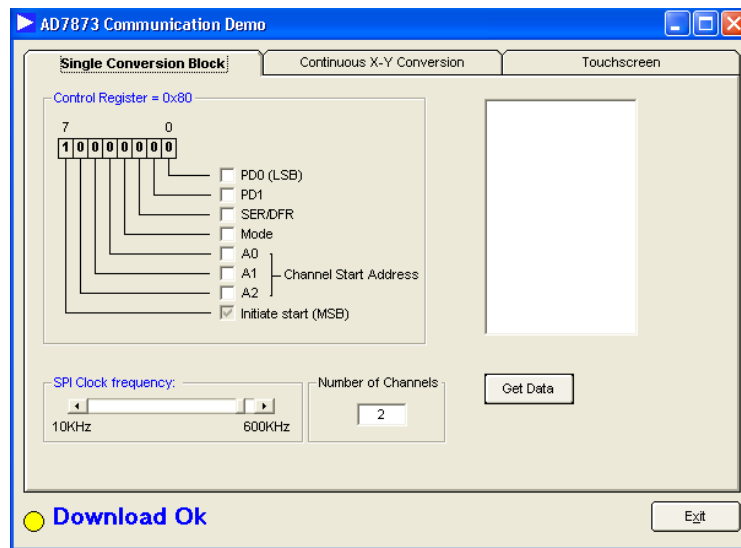 AD7873 Communication Demo
Single Conversion Block
Continuous X-Y Conversion
Touchscreen
Control Register = 0x80
7 0
1 0 0 0 0 0 0 0
PD0 (LSB)
PD1
SER/DFR
Mode
A0
A1
Channel Start Address
A2
Initiate start (MSB)
SPI Clock frequency:
10KHz 600KHz
Number of Channels
2
Get Data
Download Ok
Exit